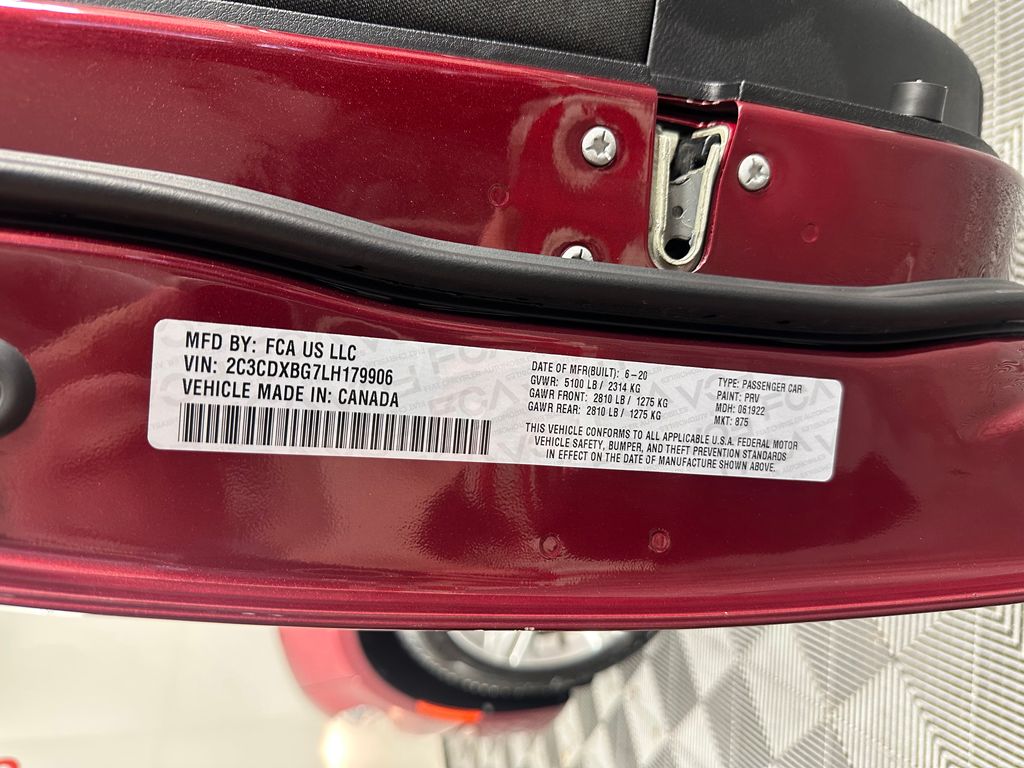 MFD BY: FCA US LLC
VIN: 2C3CDXBG7LH179906
VEHICLE MADE IN: CANADA
DATE OF MFR(BUILT): 6-20
GVWR: 5100 LB / 2314 KG
GAWR FRONT: 2810 LB / 1275 KG
GAWR REAR: 2810 LB / 1275 KG
TYPE: PASSENGER CAR
PAINT: PRV
MDH: 061922
MKT: 875
THIS VEHICLE CONFORMS TO ALL APPLICABLE U.S.A. FEDERAL MOTOR
VEHICLE SAFETY, BUMPER, AND THEFT PREVENTION STANDARDS
IN EFFECT ON THE DATE OF MANUFACTURE SHOWN ABOVE.